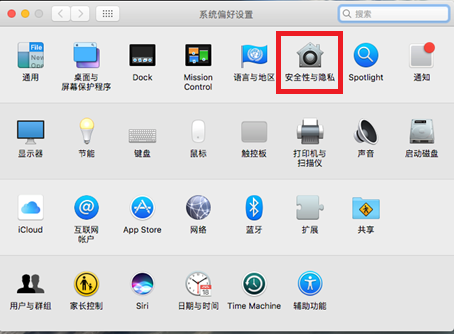 系统偏好设置
搜索
File
New
Open
通用
桌面与
屏幕保护程序
Dock
Mission
Control
语言与地区
安全性与隐私
Spotlight
通知
显示器
节能
键盘
鼠标
触控板
打印机与
扫描仪
声音
启动磁盘
iCloud
互联网
帐户
App Store
网络
蓝牙
扩展
共享
用户与群组
家长控制
Siri
日期与时间
Time Machine
辅助功能